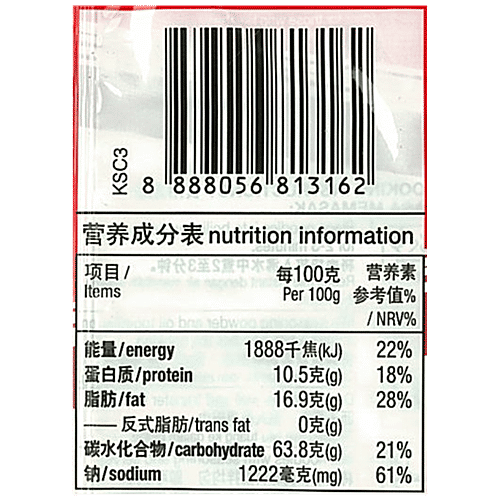 KSC3
8 888056 813162
营养成分表 nutrition information
项目/ 每100克 营养素
Items Per 100g 参考值%
/ NRV%
能量/energy 1888千焦(kJ) 22%
蛋白质/protein 10.5克(g) 18%
脂肪/fat 16.9克(g) 28%
——反式脂肪/trans fat 0克(g)
碳水化合物/carbohydrate 63.8克(g) 21%
钠/sodium 1222毫克(mg) 61%